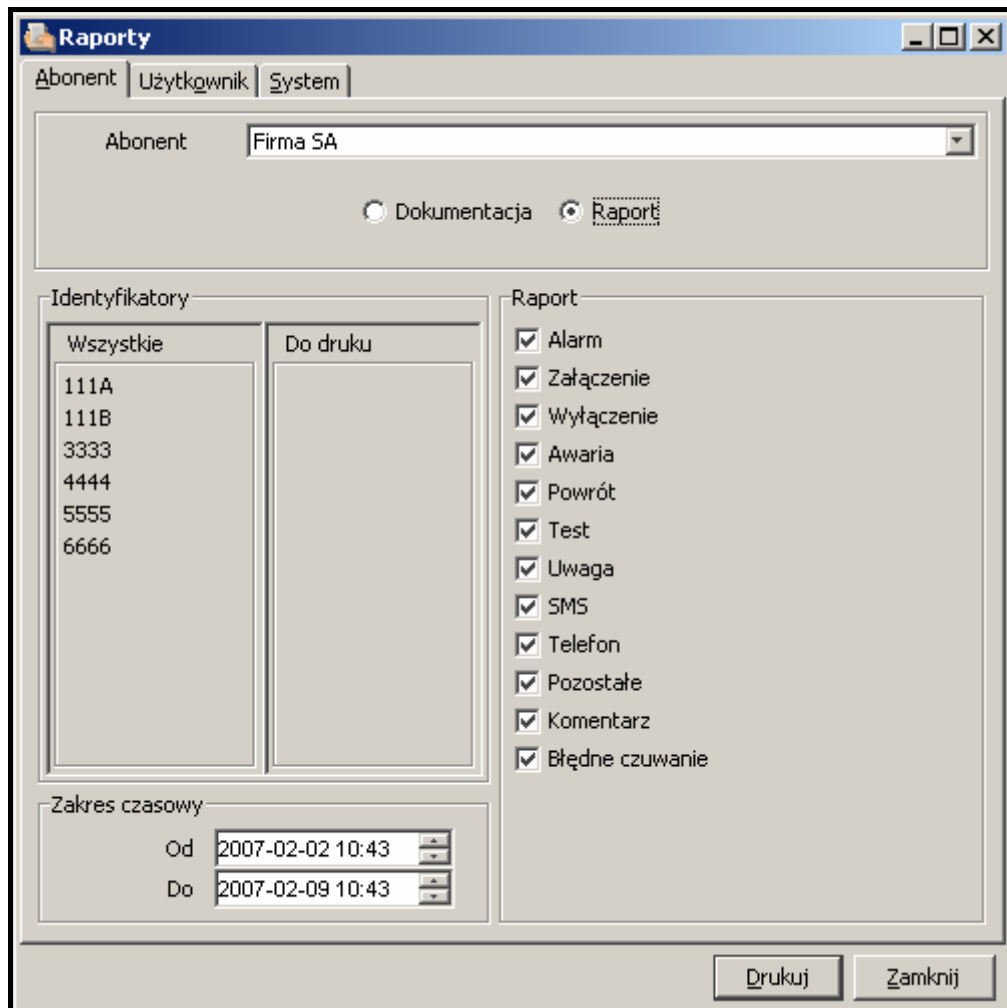 Raporty
Abonent Użytkownik System
Abonent Firma SA
Dokumentacja Raport
Identyfikatory
Wszystkie Do druku
111A
111B
3333
4444
5555
6666
Zakres czasowy
Od 2007-02-02 10:43
Do 2007-02-09 10:43
Raport
Alarm
Załączenie
Wyłączenie
Awaria
Powrót
Test
Uwaga
SMS
Telefon
Pozostałe
Komentarz
Błędne czuwanie
Drukuj Zamknij